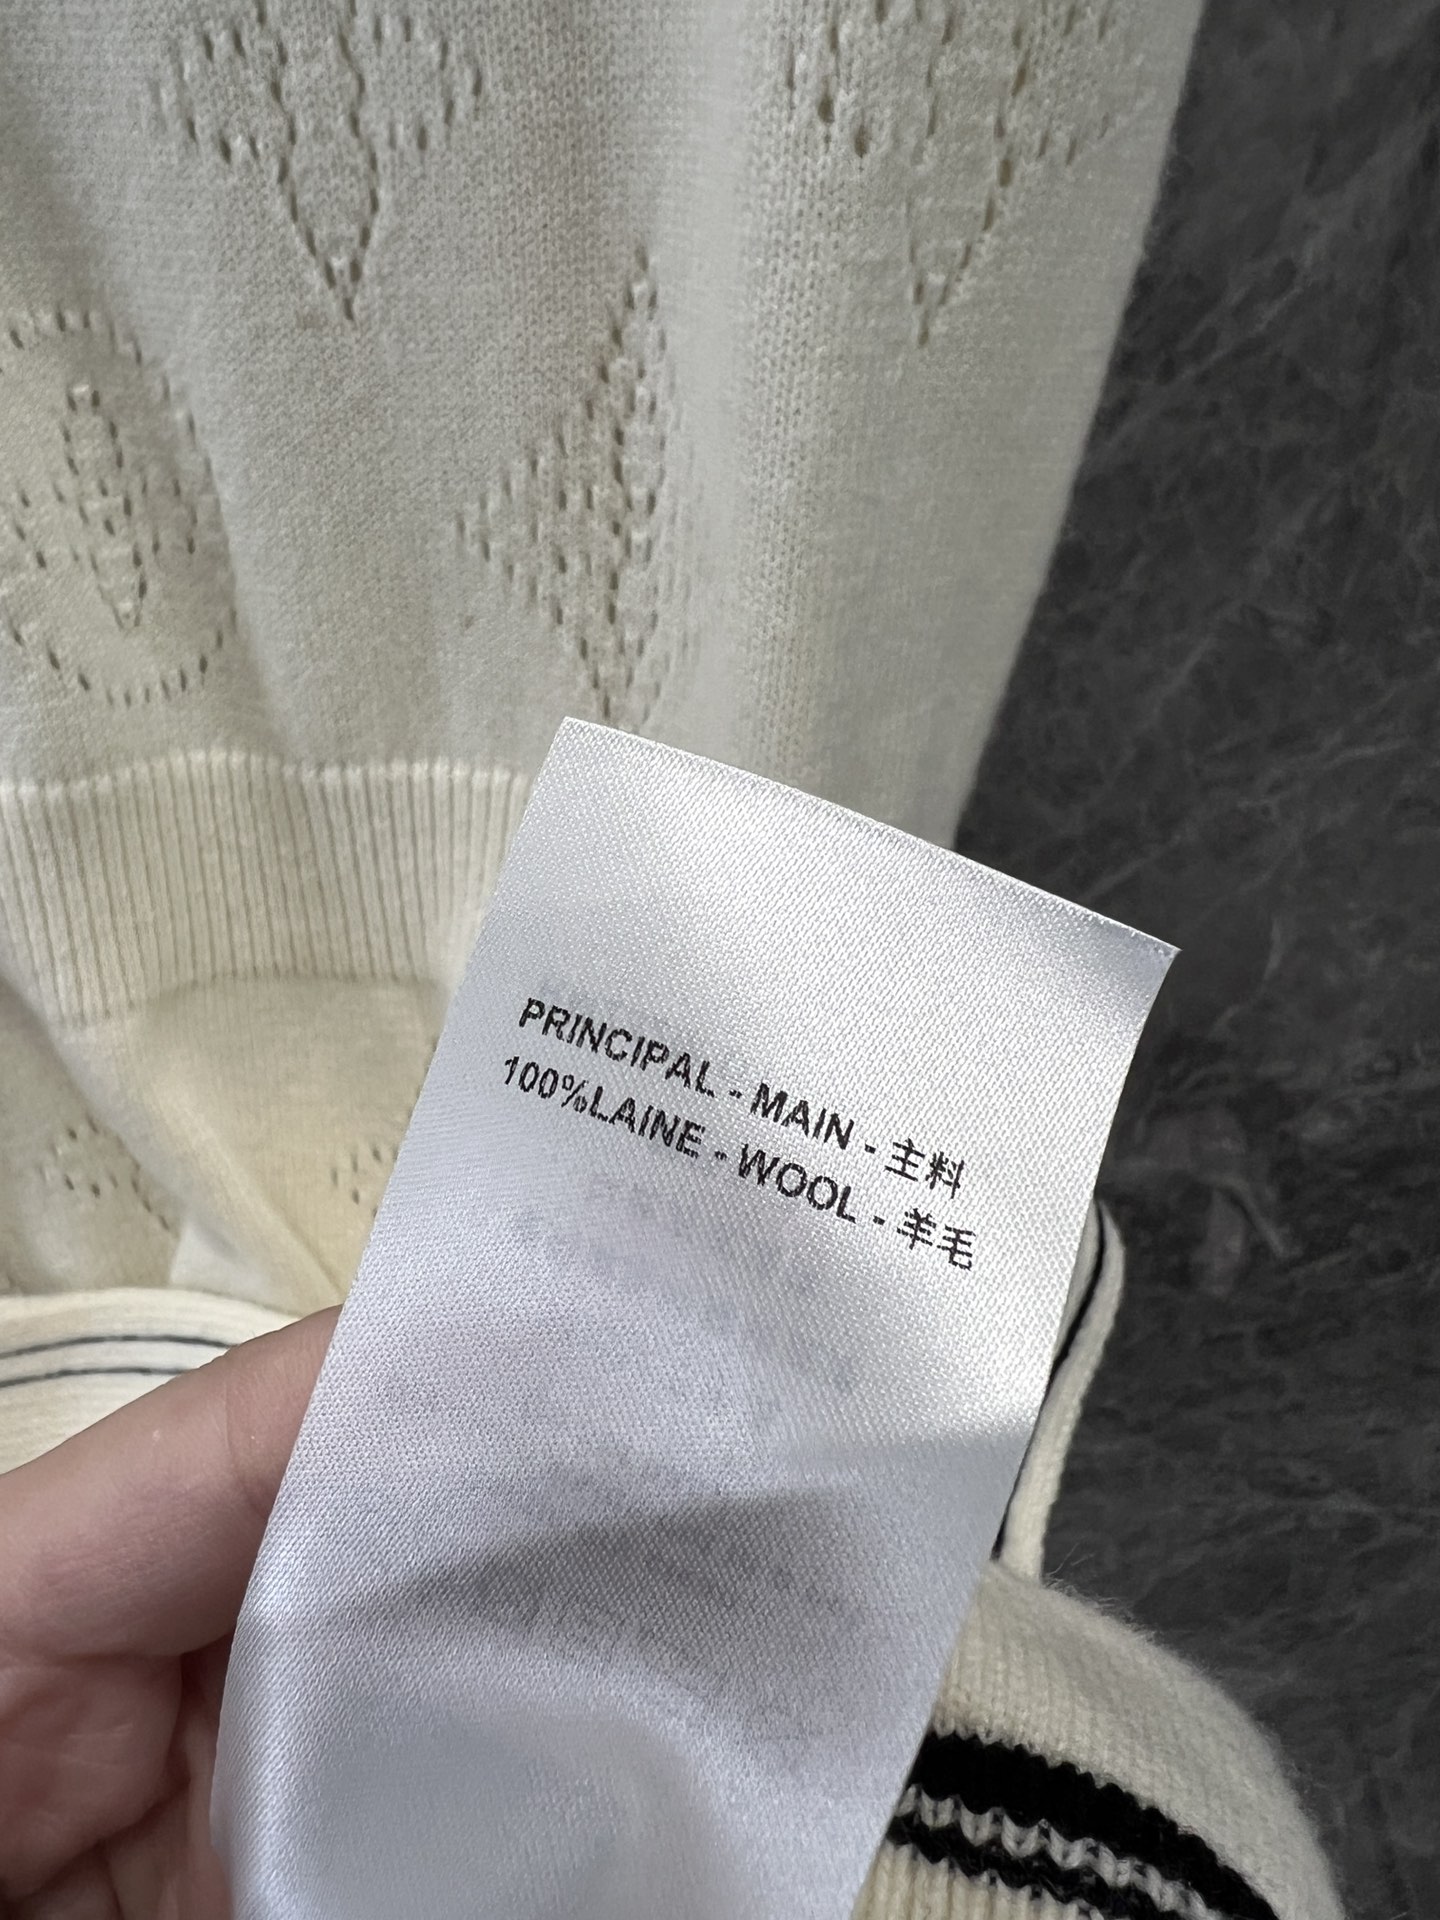 PRINCIPAL - MAIN - 主料
100%LAINE - WOOL - 羊毛